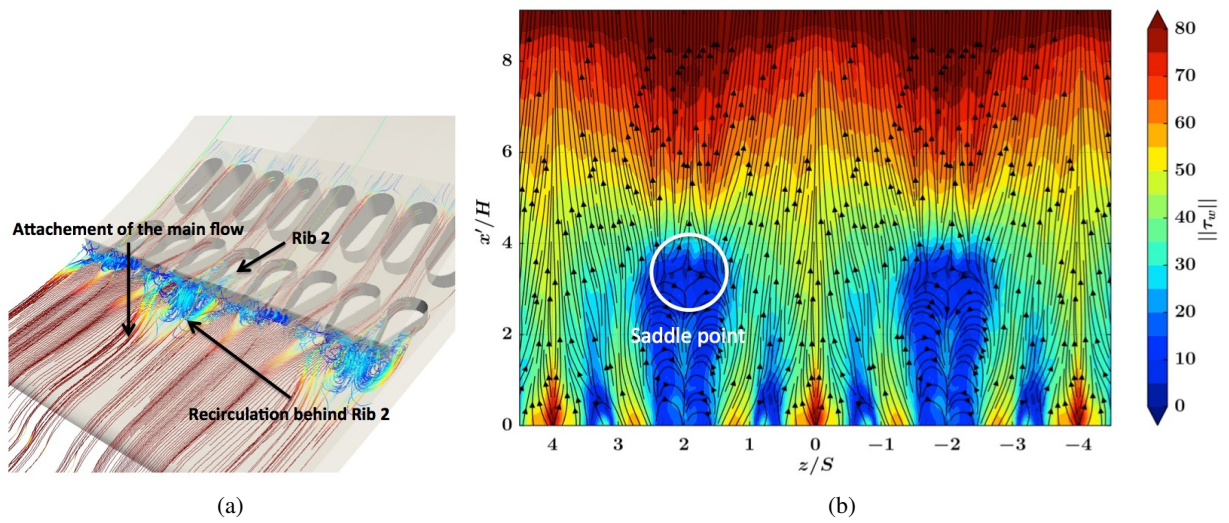 Attachement of the main flow
Rib 2
Recirculation behind Rib 2
(a)
8
6
4
2
0
x′/H
Saddle point
4 3 2 1 0 −1 −2 −3 −4
z/S
80
70
60
50
40
30
20
10
0
||τw||
(b)